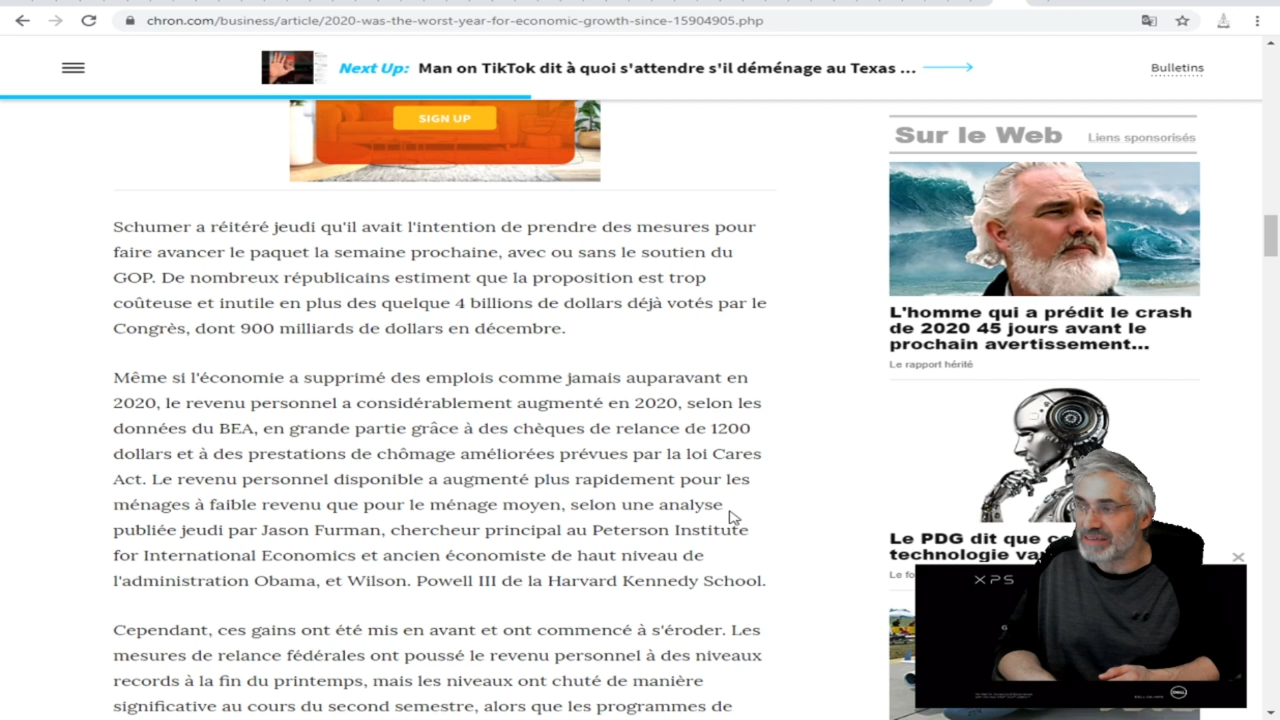 chron.com/business/article/2020-was-the-worst-year-for-economic-growth-since-15904905.php
Next Up: Man on TikTok dit à quoi s'attendre s'il déménage au Texas ...
Bulletins
SIGN UP
Schumer a réitéré jeudi qu'il avait l'intention de prendre des mesures pour
faire avancer le paquet la semaine prochaine, avec ou sans le soutien du
GOP. De nombreux républicains estiment que la proposition est trop
coûteuse et inutile en plus des quelque 4 billions de dollars déjà votés par le
Congrès, dont 900 milliards de dollars en décembre.
Même si l'économie a supprimé des emplois comme jamais auparavant en
2020, le revenu personnel a considérablement augmenté en 2020, selon les
données du BEA, en grande partie grâce à des chèques de relance de 1200
dollars et à des prestations de chômage améliorées prévues par la loi Cares
Act. Le revenu personnel disponible a augmenté plus rapidement pour les
ménages à faible revenu que pour le ménage moyen, selon une analyse
publiée jeudi par Jason Furman, chercheur principal au Peterson Institute
for International Economics et ancien économiste de haut niveau de
l'administration Obama, et Wilson. Powell III de la Harvard Kennedy School.
Cependant, ces gains ont été mis en avant et ont commencé à s'éroder. Les
mesures de relance fédérales ont poussé le revenu personnel à des niveaux
records à la fin du printemps, mais les niveaux ont chuté de manière
alors que les programmes de
Sur le Web
Liens sponsorisés
L'homme qui a prédit le crash
de 2020 45 jours avant le
prochain avertissement...
Le rapport hérité
Le PDG dit que
technologie
XPS
DELL